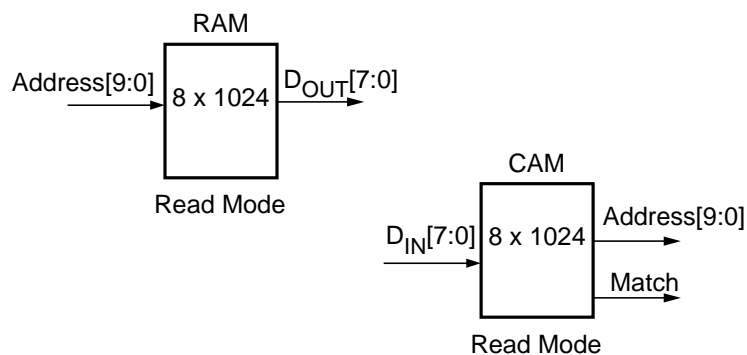 RAM
Address[9:0]
8 x 1024
DOUT[7:0]
Read Mode
CAM
DIN[7:0]
8 x 1024
Address[9:0]
Match
Read Mode